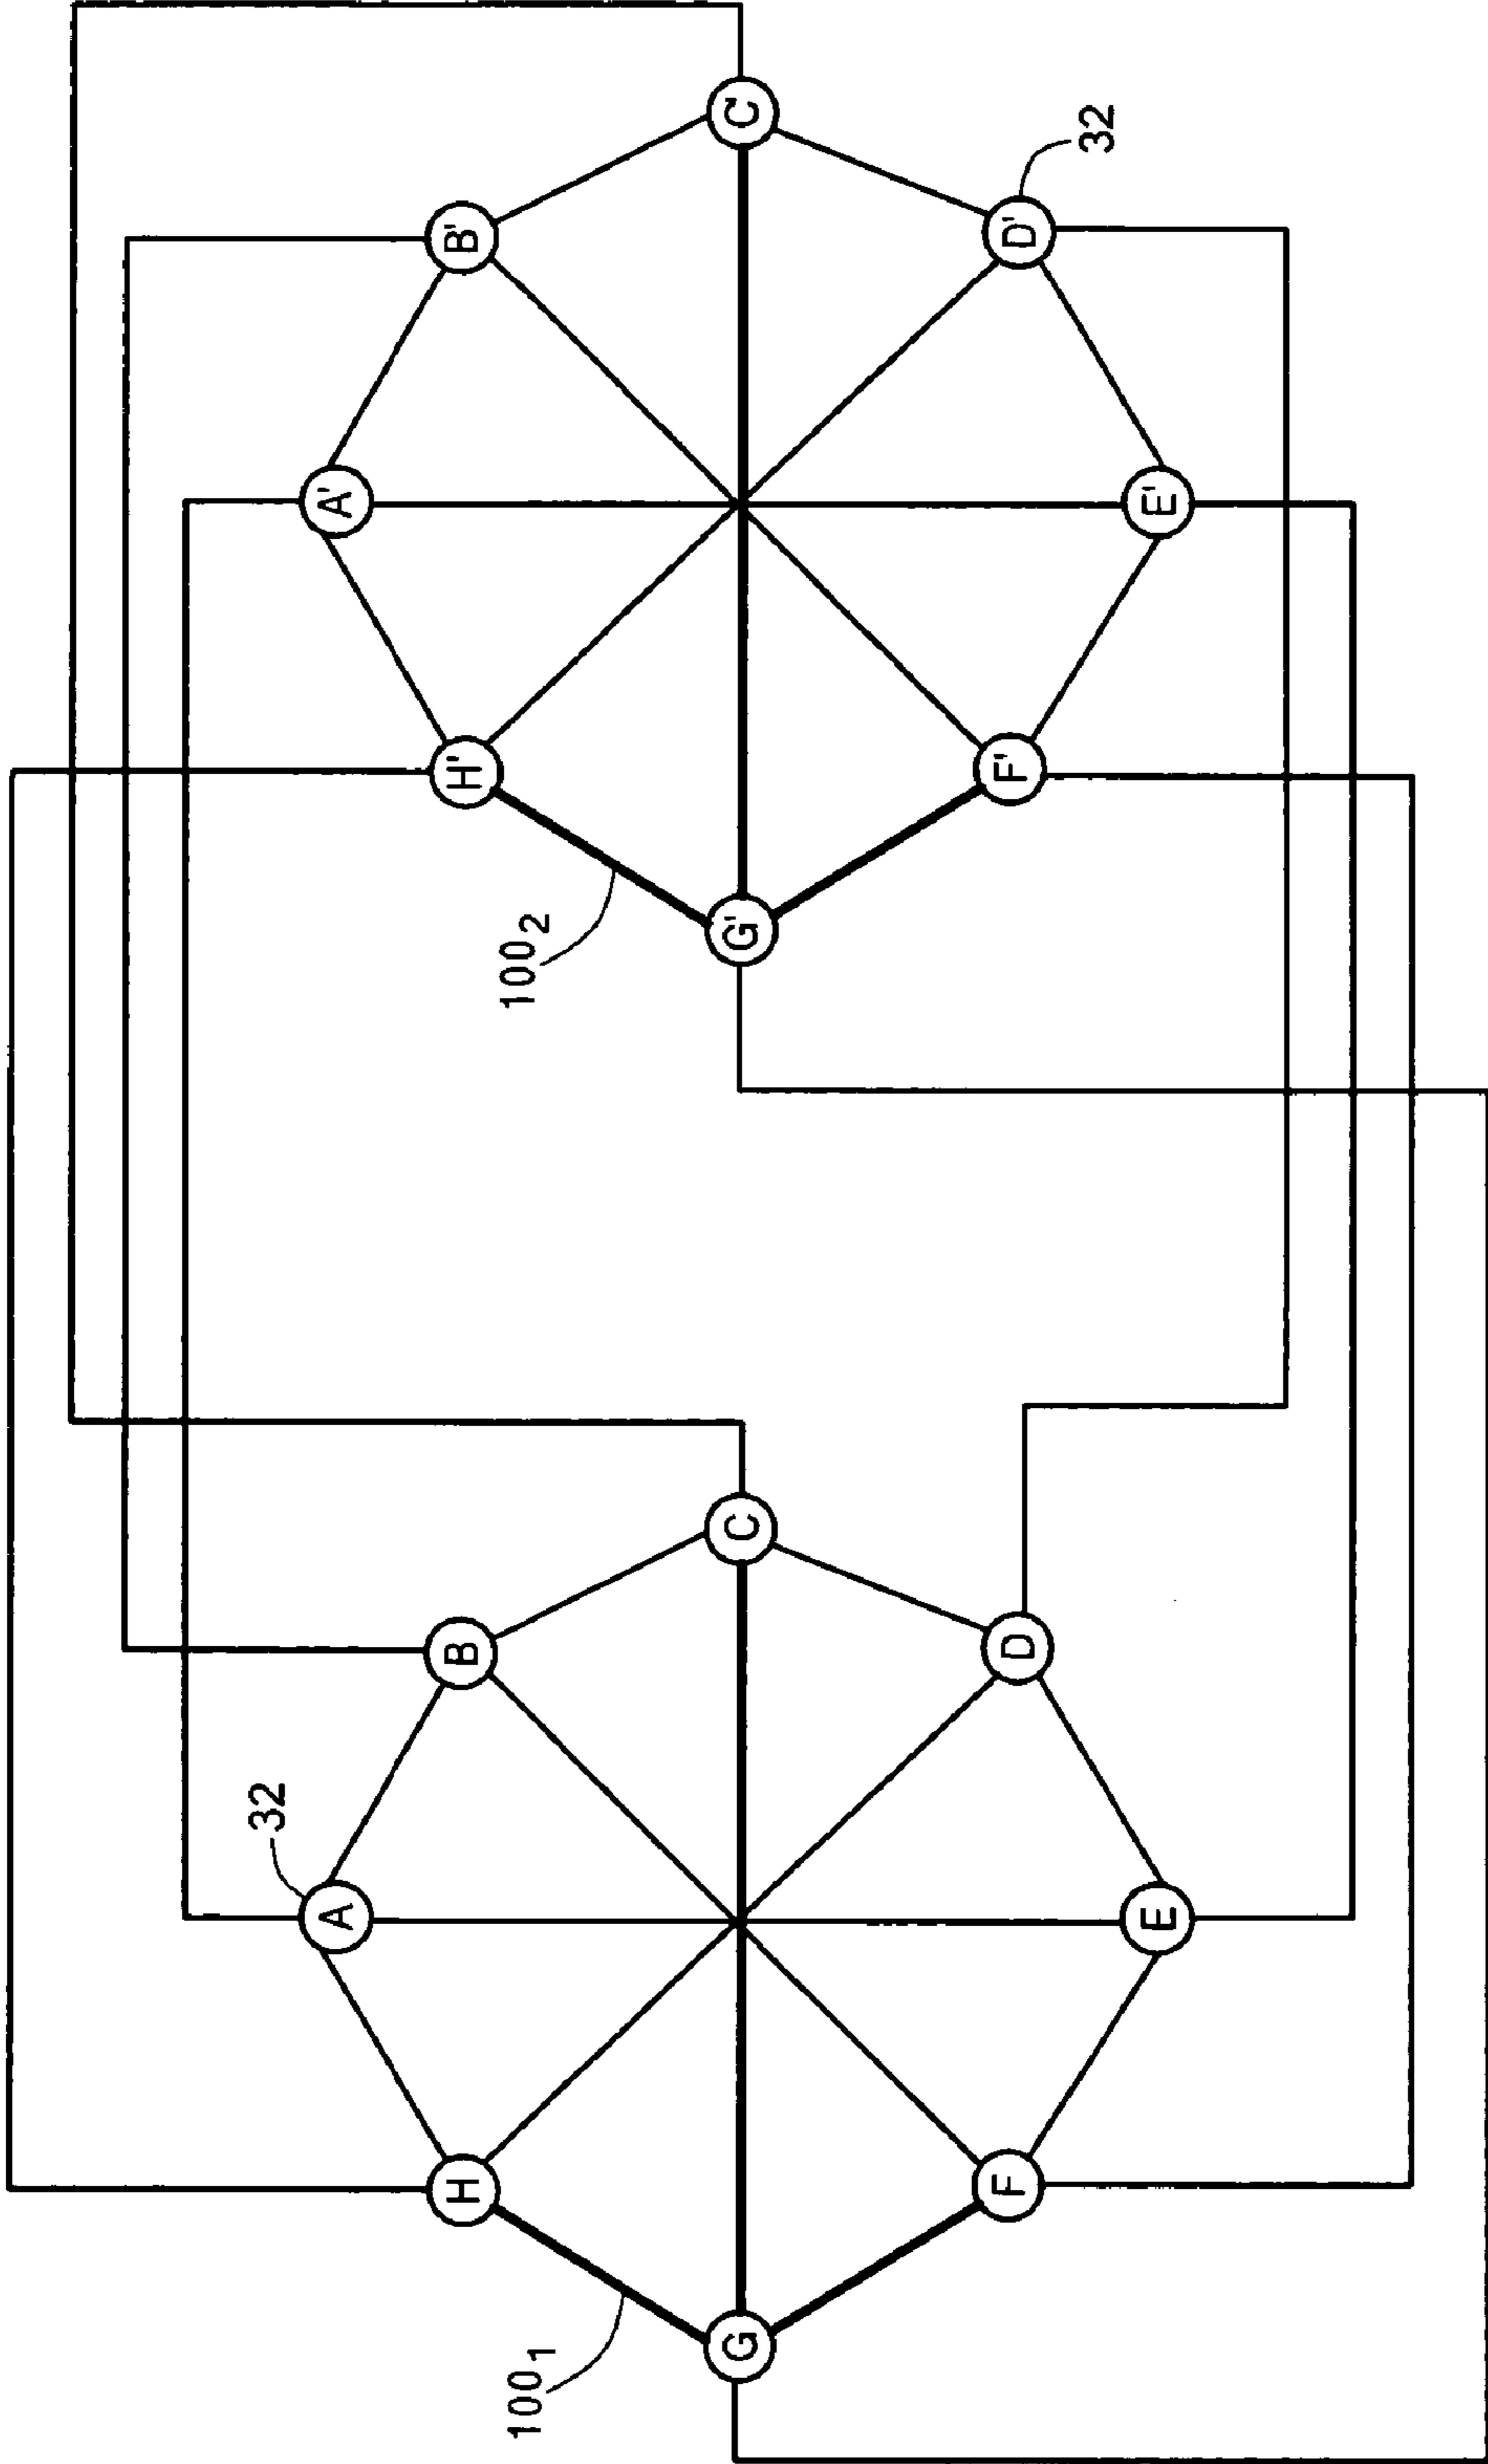 32
A A'
H B H' B'
100₁ 100₂
G C G' C
F D F' D'
32
E E'